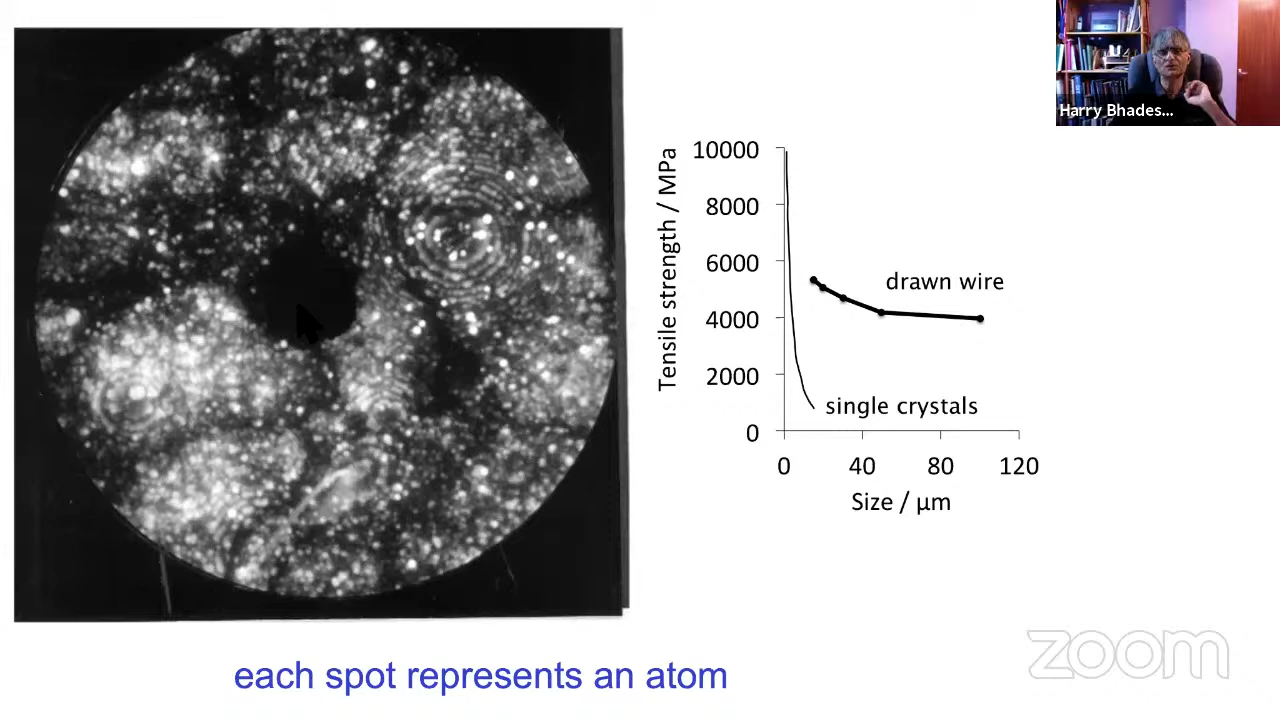 Harry Bhades...
Tensile strength / MPa
10000
8000
6000
4000
2000
0
drawn wire
single crystals
0 40 80 120
Size / µm
each spot represents an atom
zoom